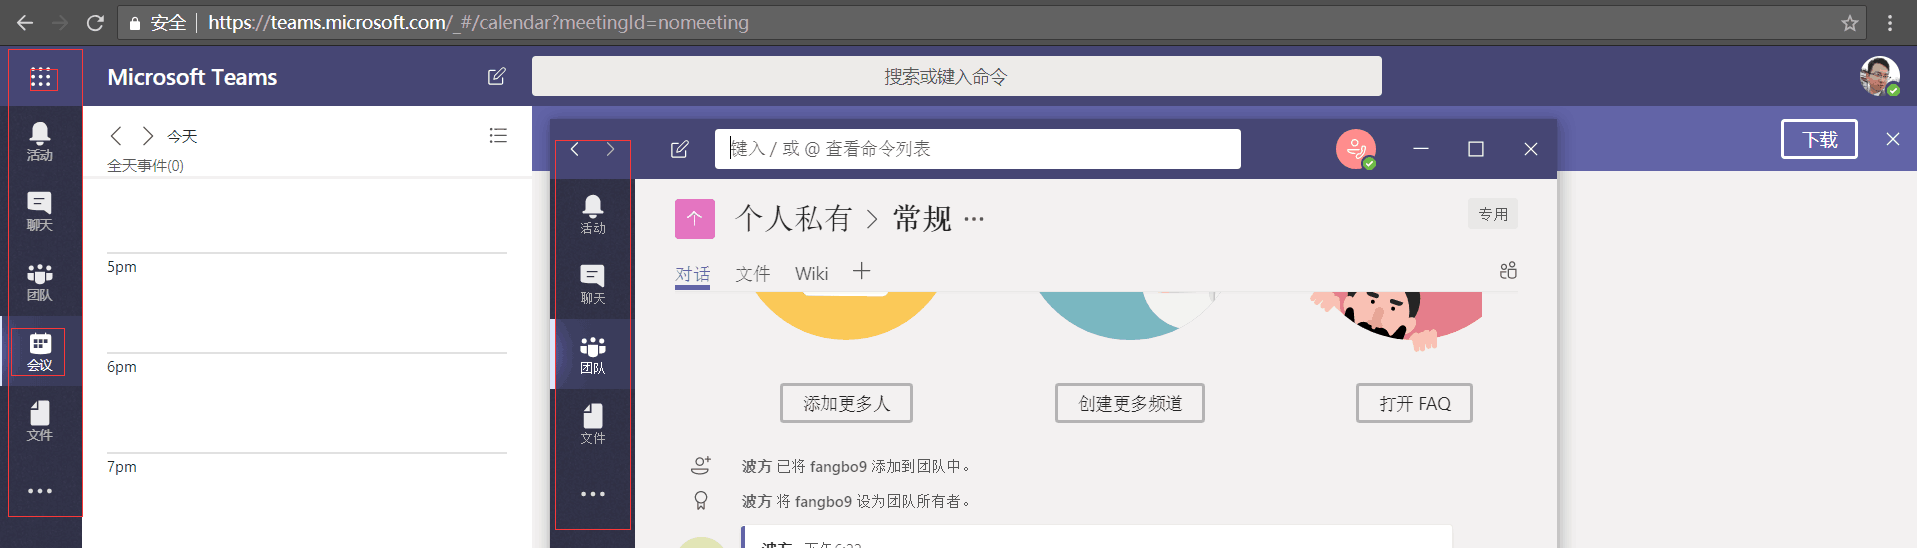 安全 https://teams.microsoft.com/_#/calendar?meetingId=nomeeting
Microsoft Teams
搜索或键入命令
今天
全天事件(0)
5pm
6pm
7pm
活动
聊天
团队
会议
文件
下载
键入 / 或 @ 查看命令列表
活动
聊天
团队
文件
个人私有 > 常规 ···
专用
对话 文件 Wiki
添加更多人
创建更多频道
打开 FAQ
波方 已将 fangbo9 添加到团队中。
波方 将 fangbo9 设为团队所有者。
波方 下午6:22